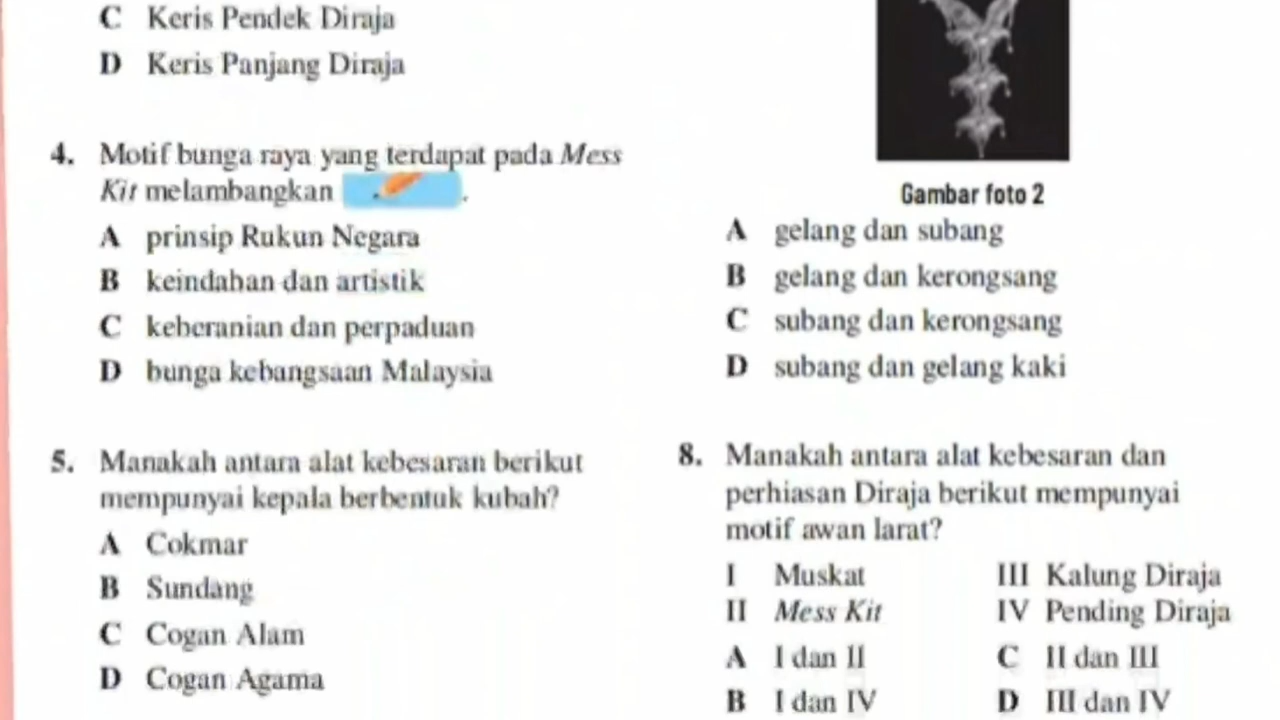 C Keris Pendek Diraja
D Keris Panjang Diraja
4. Motif bunga raya yang terdapat pada Mess
Kit melambangkan .
A prinsip Rukun Negara
B keindahan dan artistik
C keberanian dan perpaduan
D bunga kebangsaan Malaysia
5. Manakah antara alat kebesaran berikut
mempunyai kepala berbentuk kubah?
A Cokmar
B Sundang
C Cogan Alam
D Cogan Agama
Gambar foto 2
A gelang dan subang
B gelang dan kerongsang
C subang dan kerongsang
D subang dan gelang kaki
8. Manakah antara alat kebesaran dan
perhiasan Diraja berikut mempunyai
motif awan larat?
I Muskat III Kalung Diraja
II Mess Kit IV Pending Diraja
A I dan II C II dan III
B I dan IV D III dan IV